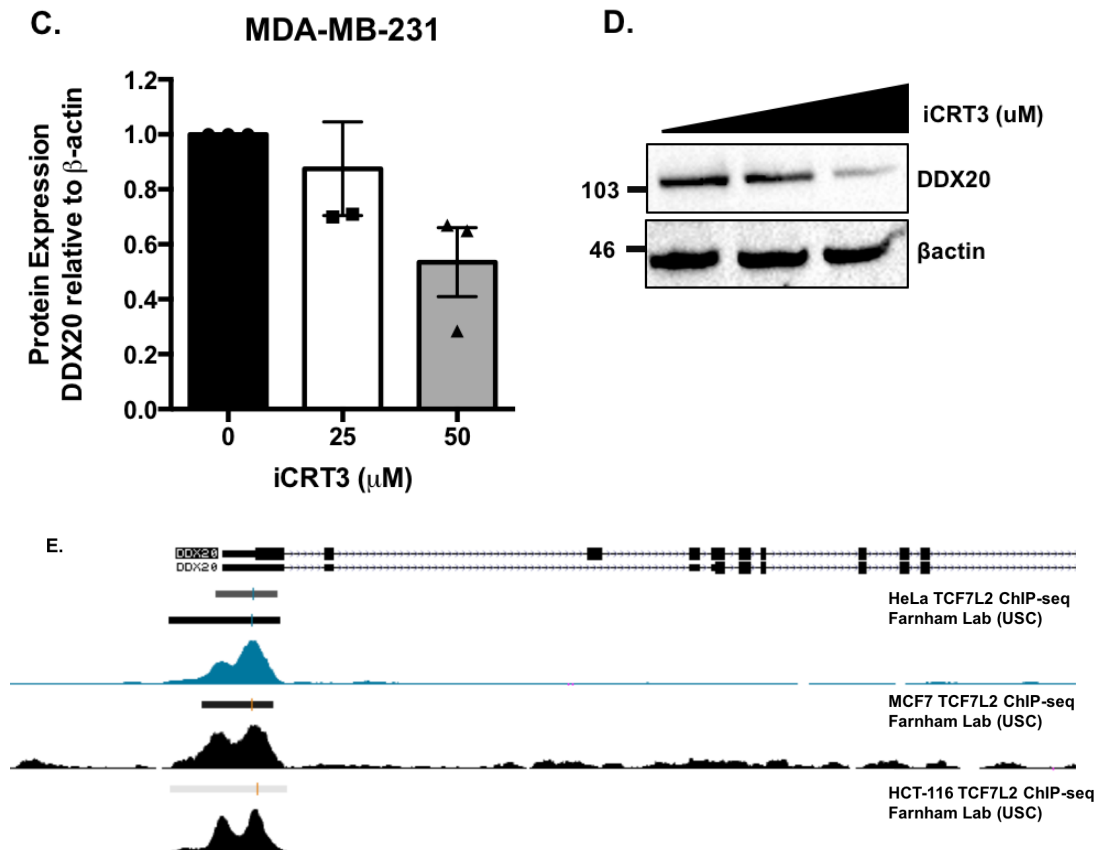 C.
MDA-MB-231
Protein Expression
DDX20 relative to β-actin
1.2
1.0
0.8
0.6
0.4
0.2
0.0
0
25
50
iCRT3 (μM)
D.
iCRT3 (uM)
103
DDX20
46
βactin
E.
DDX20
DDX20
HeLa TCF7L2 ChIP-seq
Farnham Lab (USC)
MCF7 TCF7L2 ChIP-seq
Farnham Lab (USC)
HCT-116 TCF7L2 ChIP-seq
Farnham Lab (USC)